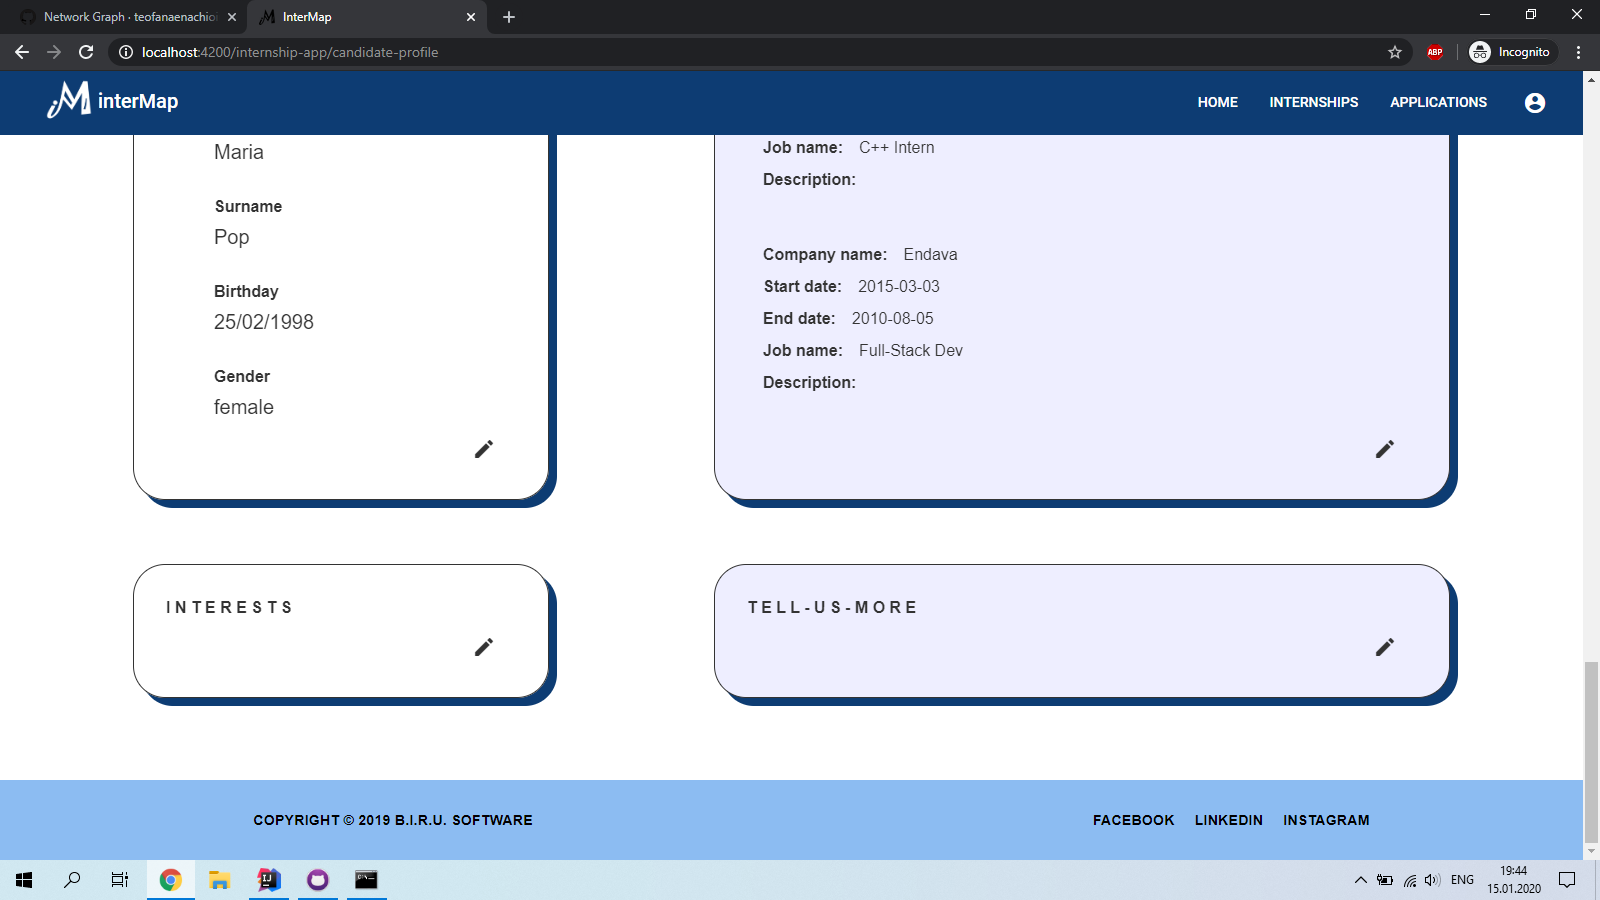 Network Graph · teofanaenachioi
InterMap
localhost:4200/internship-app/candidate-profile
ABP
Incognito
iM interMap
HOME INTERNSHIPS APPLICATIONS
Maria
Surname
Pop
Birthday
25/02/1998
Gender
female
Job name: C++ Intern
Description:
Company name: Endava
Start date: 2015-03-03
End date: 2010-08-05
Job name: Full-Stack Dev
Description:
INTERESTS
TELL-US-MORE
COPYRIGHT © 2019 B.I.R.U. SOFTWARE
FACEBOOK LINKEDIN INSTAGRAM
IJ
ENG
19:44
15.01.2020